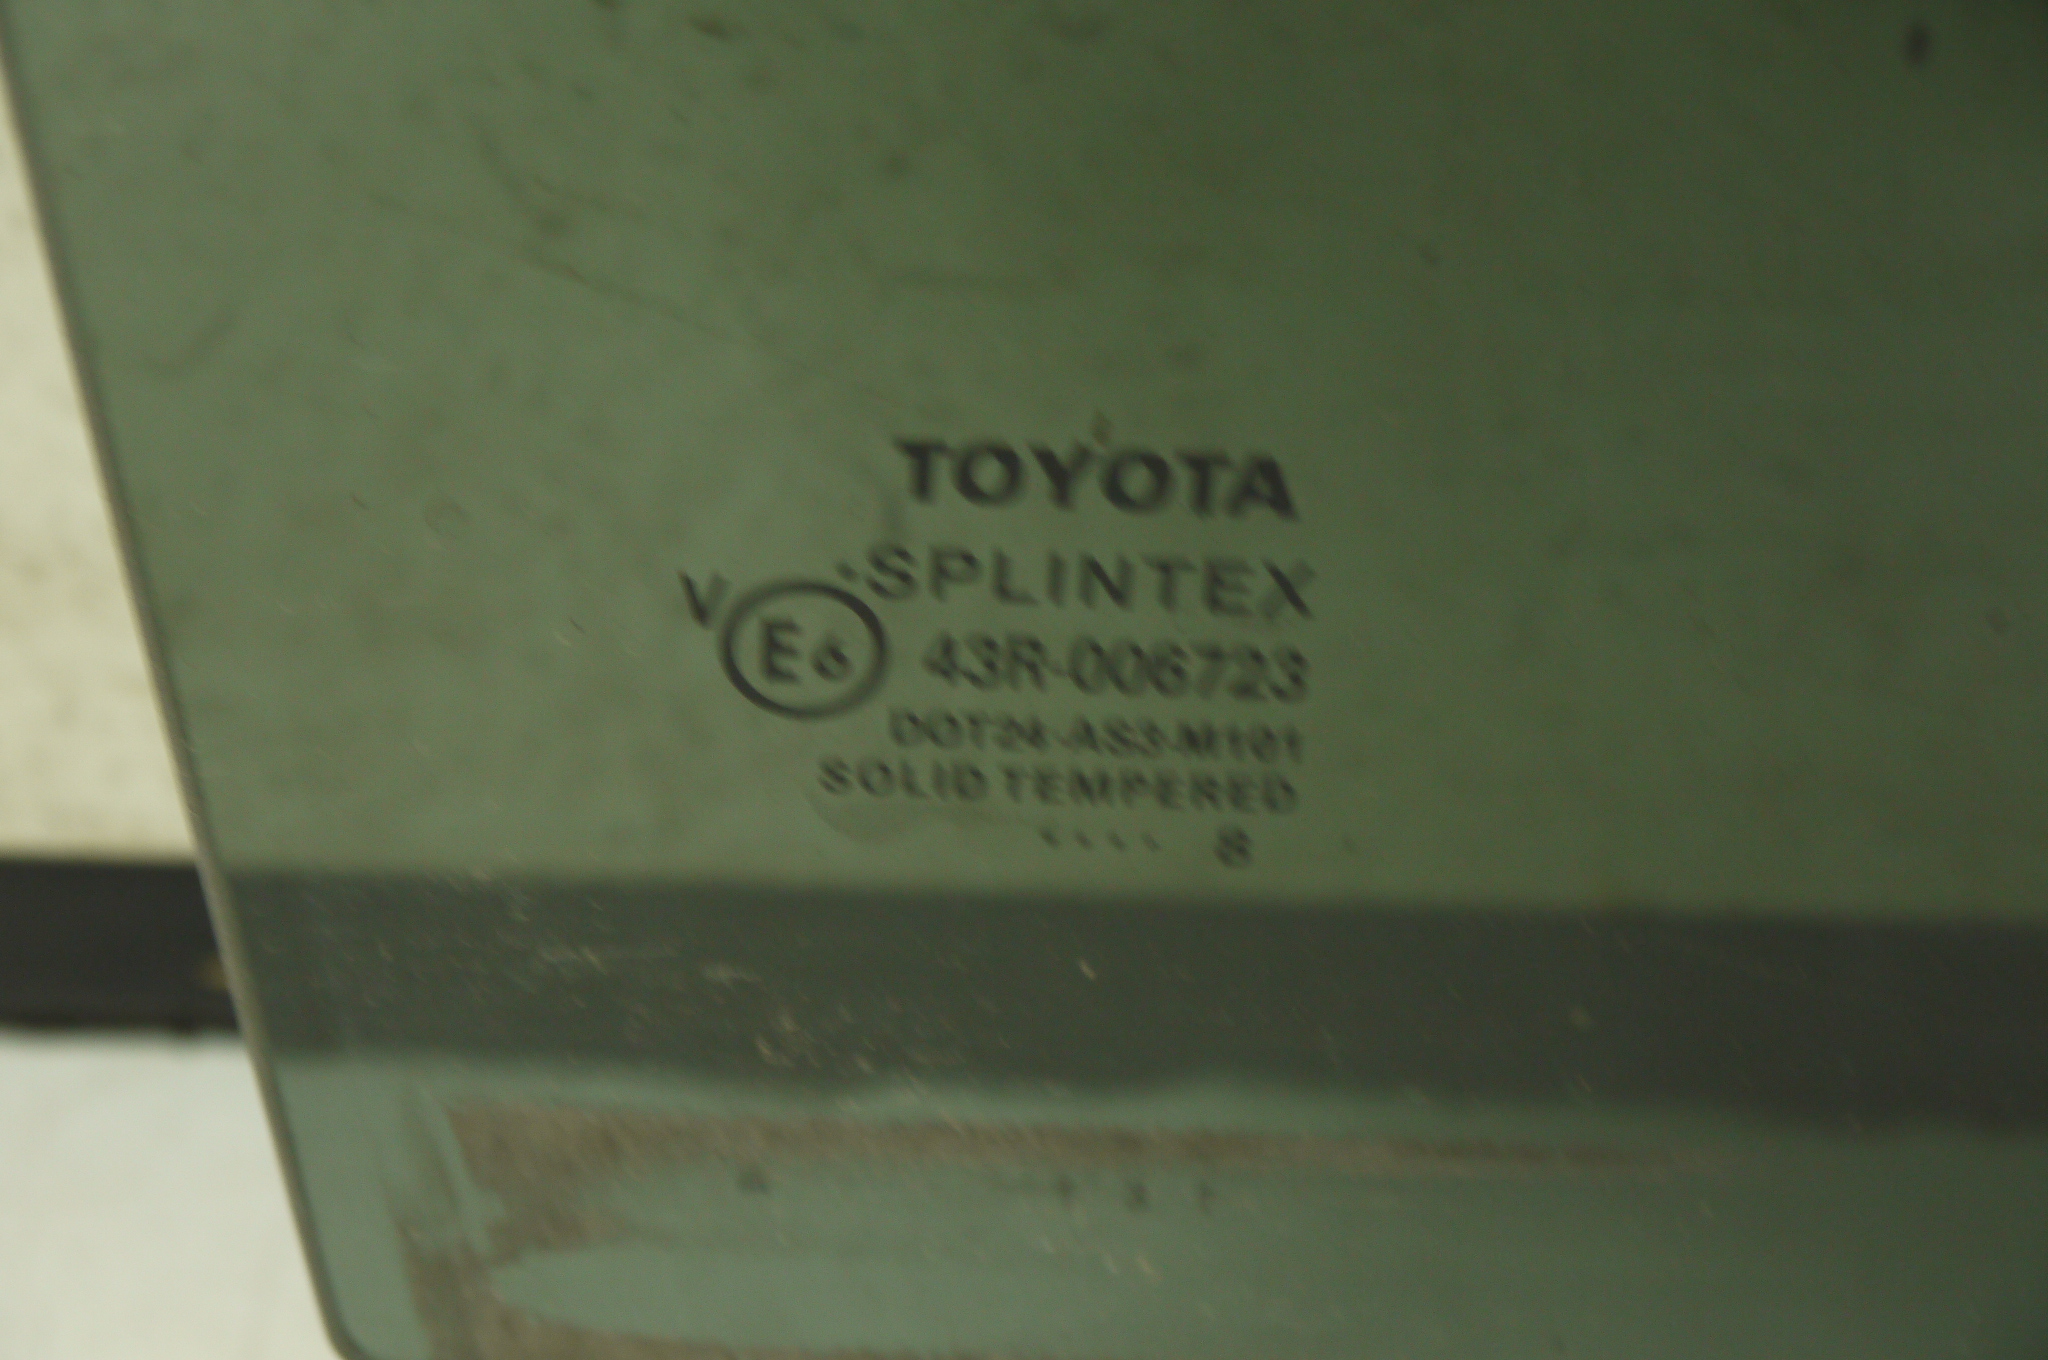 TOYOTA
SPLINTEX
V
E6 43R-006723
DOT24-AS3-M101
SOLID TEMPERED
.... 8